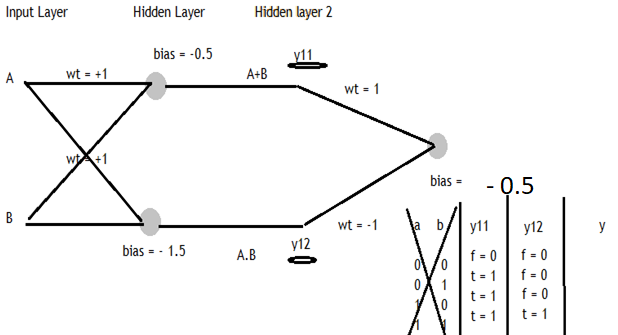 Input Layer Hidden Layer Hidden layer 2
bias = -0.5 y11
A wt = +1 A+B
wt = 1
wt = +1
bias = - 0.5
B wt = -1 a b y11 y12 y
bias = - 1.5 A.B y12
0 0 f = 0 f = 0
0 1 t = 1 f = 0
1 0 t = 1 f = 0
1 1 t = 1 t = 1